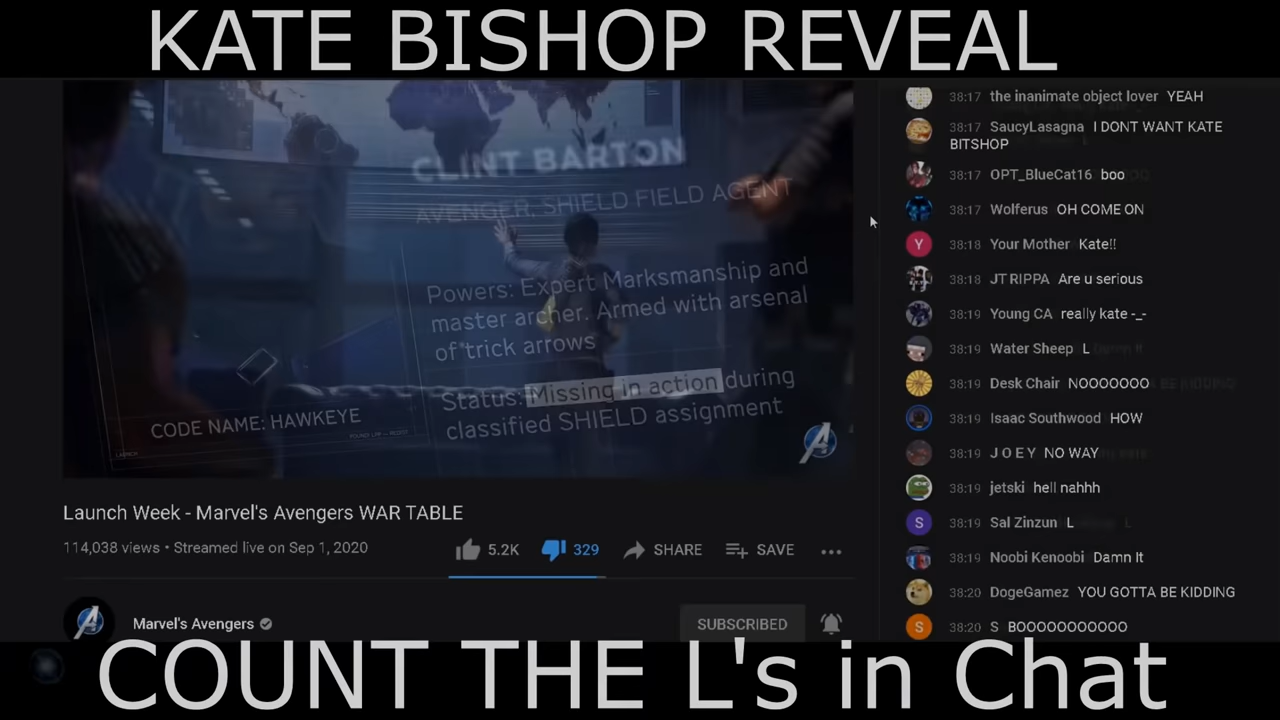 KATE BISHOP REVEAL
CLINT BARTON
AVENGER, SHIELD FIELD AGENT
Powers: Expert Marksmanship and
master archer. Armed with arsenal
of trick arrows
Status: Missing in action during
classified SHIELD assignment
CODE NAME: HAWKEYE
Launch Week - Marvel's Avengers WAR TABLE
114,038 views • Streamed live on Sep 1, 2020
5.2K
329
SHARE
SAVE
Marvel's Avengers
SUBSCRIBED
38:17 the inanimate object lover YEAH
38:17 SaucyLasagna I DONT WANT KATE
BITSHOP
38:17 OPT_BlueCat16 boo
38:17 Wolferus OH COME ON
Y
38:18 Your Mother Kate!!
38:18 JT RIPPA Are u serious
38:19 Young CA really kate -_-
38:19 Water Sheep L
38:19 Desk Chair NOOOOOOO
38:19 Isaac Southwood HOW
38:19 J O E Y NO WAY
38:19 jetski hell nahhh
S
38:19 Sal Zinzun L
38:19 Noobi Kenoobi Damn It
38:20 DogeGamez YOU GOTTA BE KIDDING
S
38:20 S BOOOOOOOOOOO
COUNT THE L's in Chat